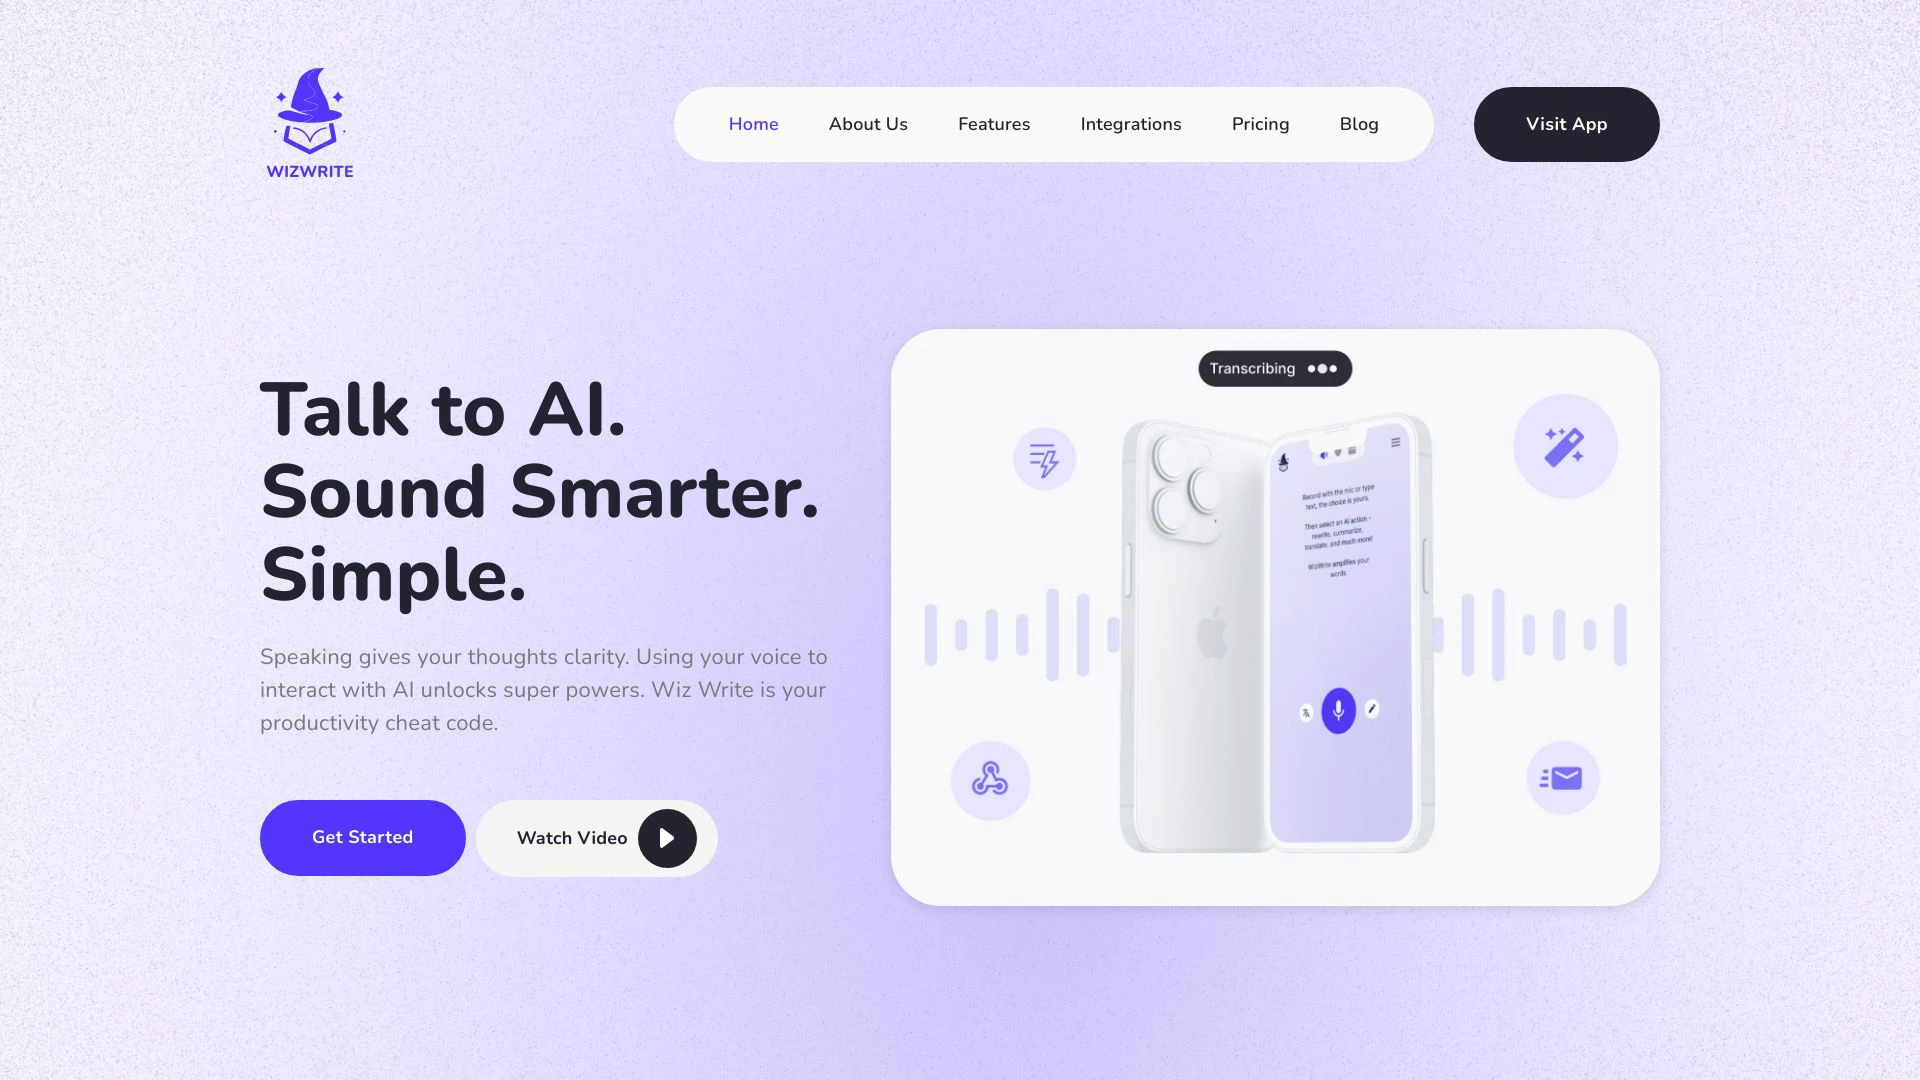 WIZWRITE
Home
About Us
Features
Integrations
Pricing
Blog
Visit App
Talk to AI.
Sound Smarter.
Simple.
Speaking gives your thoughts clarity. Using your voice to
interact with AI unlocks super powers. Wiz Write is your
productivity cheat code.
Get Started
Watch Video
Transcribing
Record with the mic or type
text, the choice is yours.
Then select an AI action -
rewrite, summarize,
translate, and much more!
WizWrite amplifies your
words